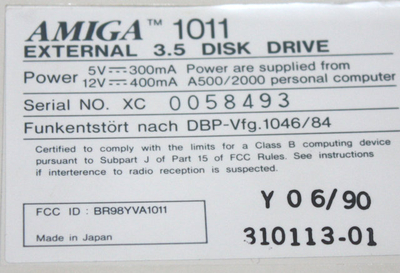 AMIGA™ 1011
EXTERNAL 3.5 DISK DRIVE
Power 5V⎓300mA Power are supplied from
12V⎓400mA A500/2000 personal computer
Serial NO. XC 0058493
Funkentstört nach DBP-Vfg.1046/84
Certified to comply with the limits for a Class B computing device
pursuant to Subpart J of Part 15 of FCC Rules. See instructions
if interference to radio reception is suspected.
FCC ID : BR98YVA1011
Made in Japan
Y 06/90
310113-01